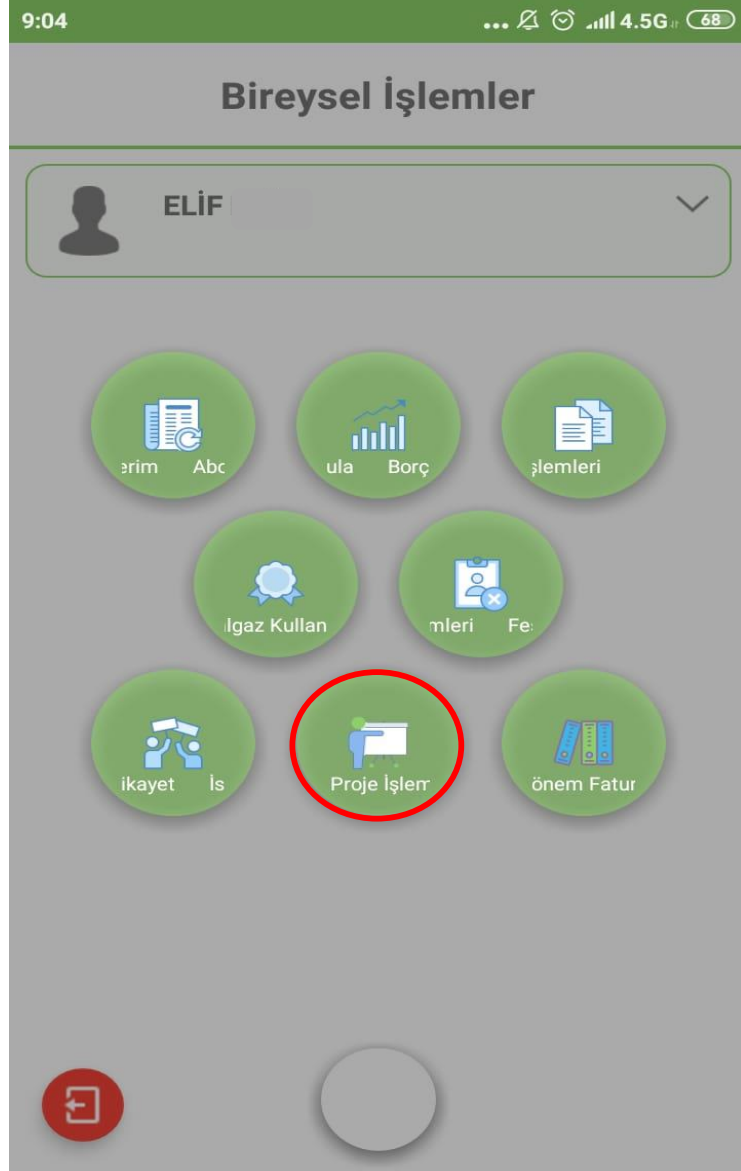 9:04 ... 4.5G 68
Bireysel İşlemler
ELİF
erim Abo
ula Borç
şlemleri
lgaz Kullan
mleri Fe
ikayet İs
Proje İşlem
önem Fatur